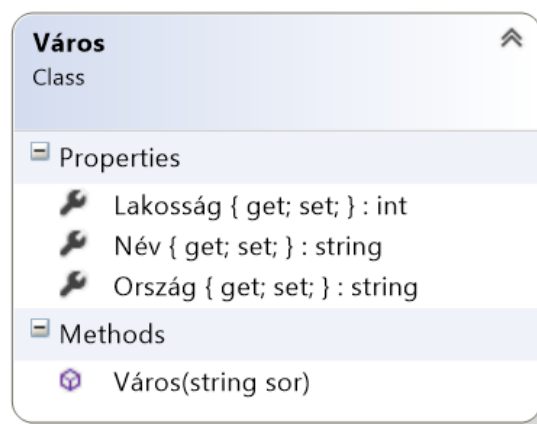 Város
Class
Properties
Lakosság { get; set; } : int
Név { get; set; } : string
Ország { get; set; } : string
Methods
Város(string sor)